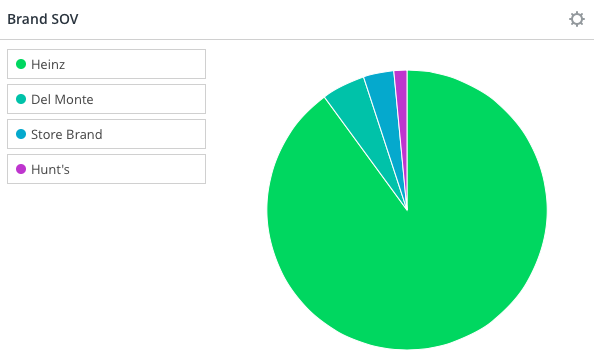 Brand SOV
Heinz
Del Monte
Store Brand
Hunt's